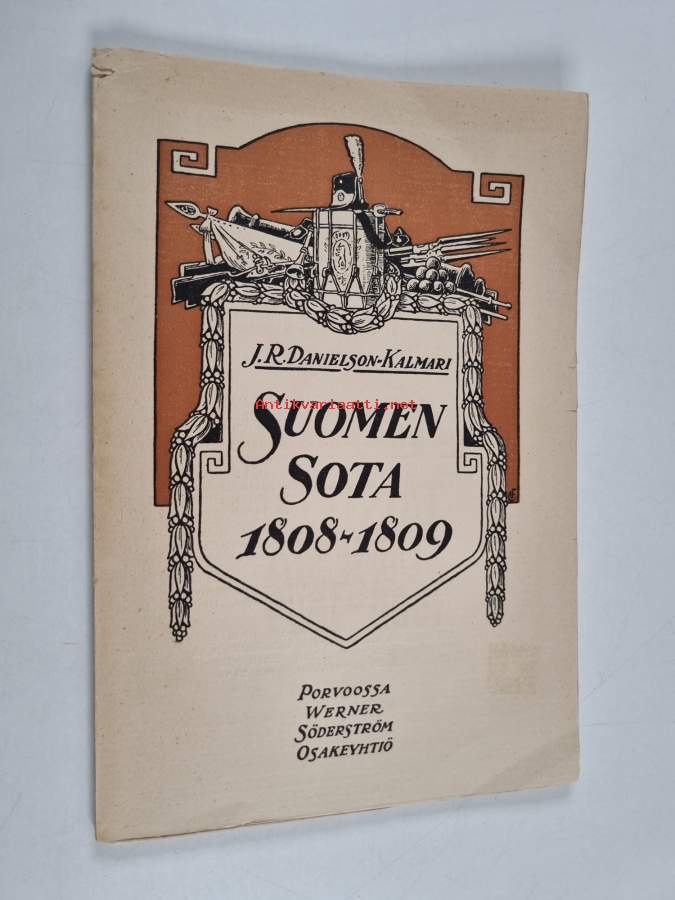 J.R. DANIELSON-KALMARI
Antikvariaatti.net
SUOMEN
SOTA
1808-1809
PORVOOSSA
WERNER
SÖDERSTRÖM
OSAKEYHTIÖ